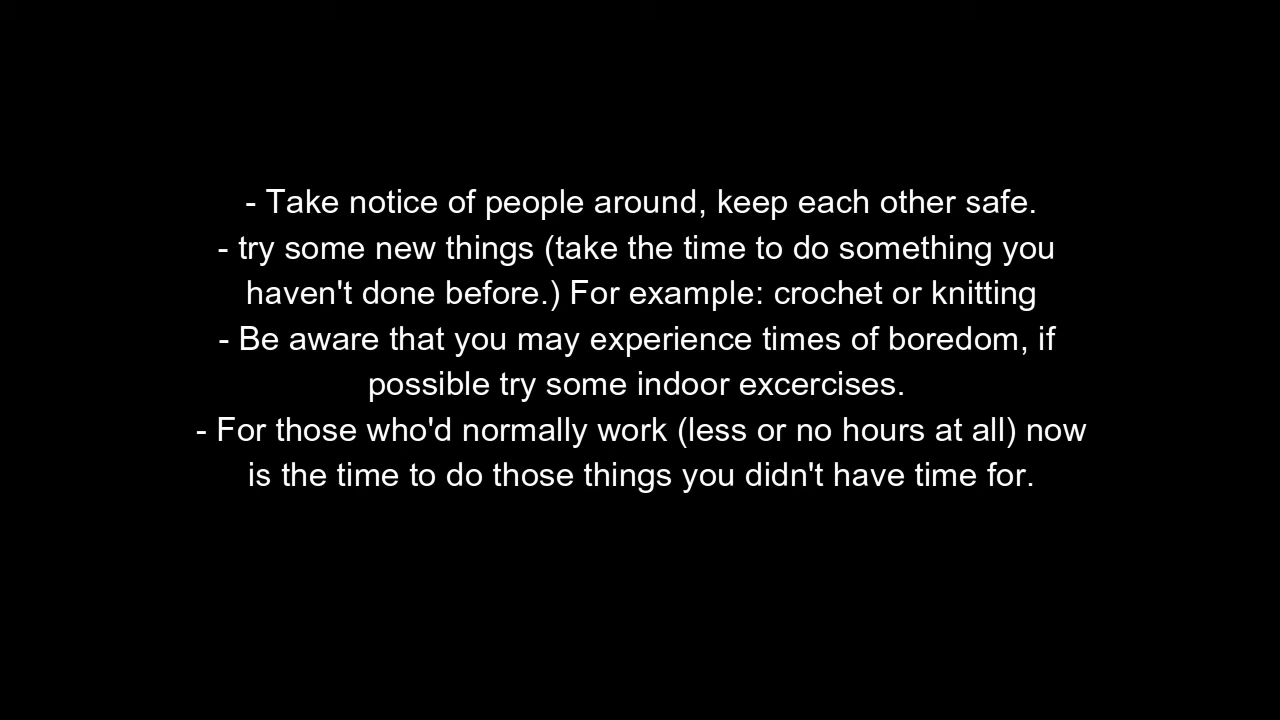 - Take notice of people around, keep each other safe.
- try some new things (take the time to do something you
haven't done before.) For example: crochet or knitting
- Be aware that you may experience times of boredom, if
possible try some indoor excercises.
- For those who'd normally work (less or no hours at all) now
is the time to do those things you didn't have time for.